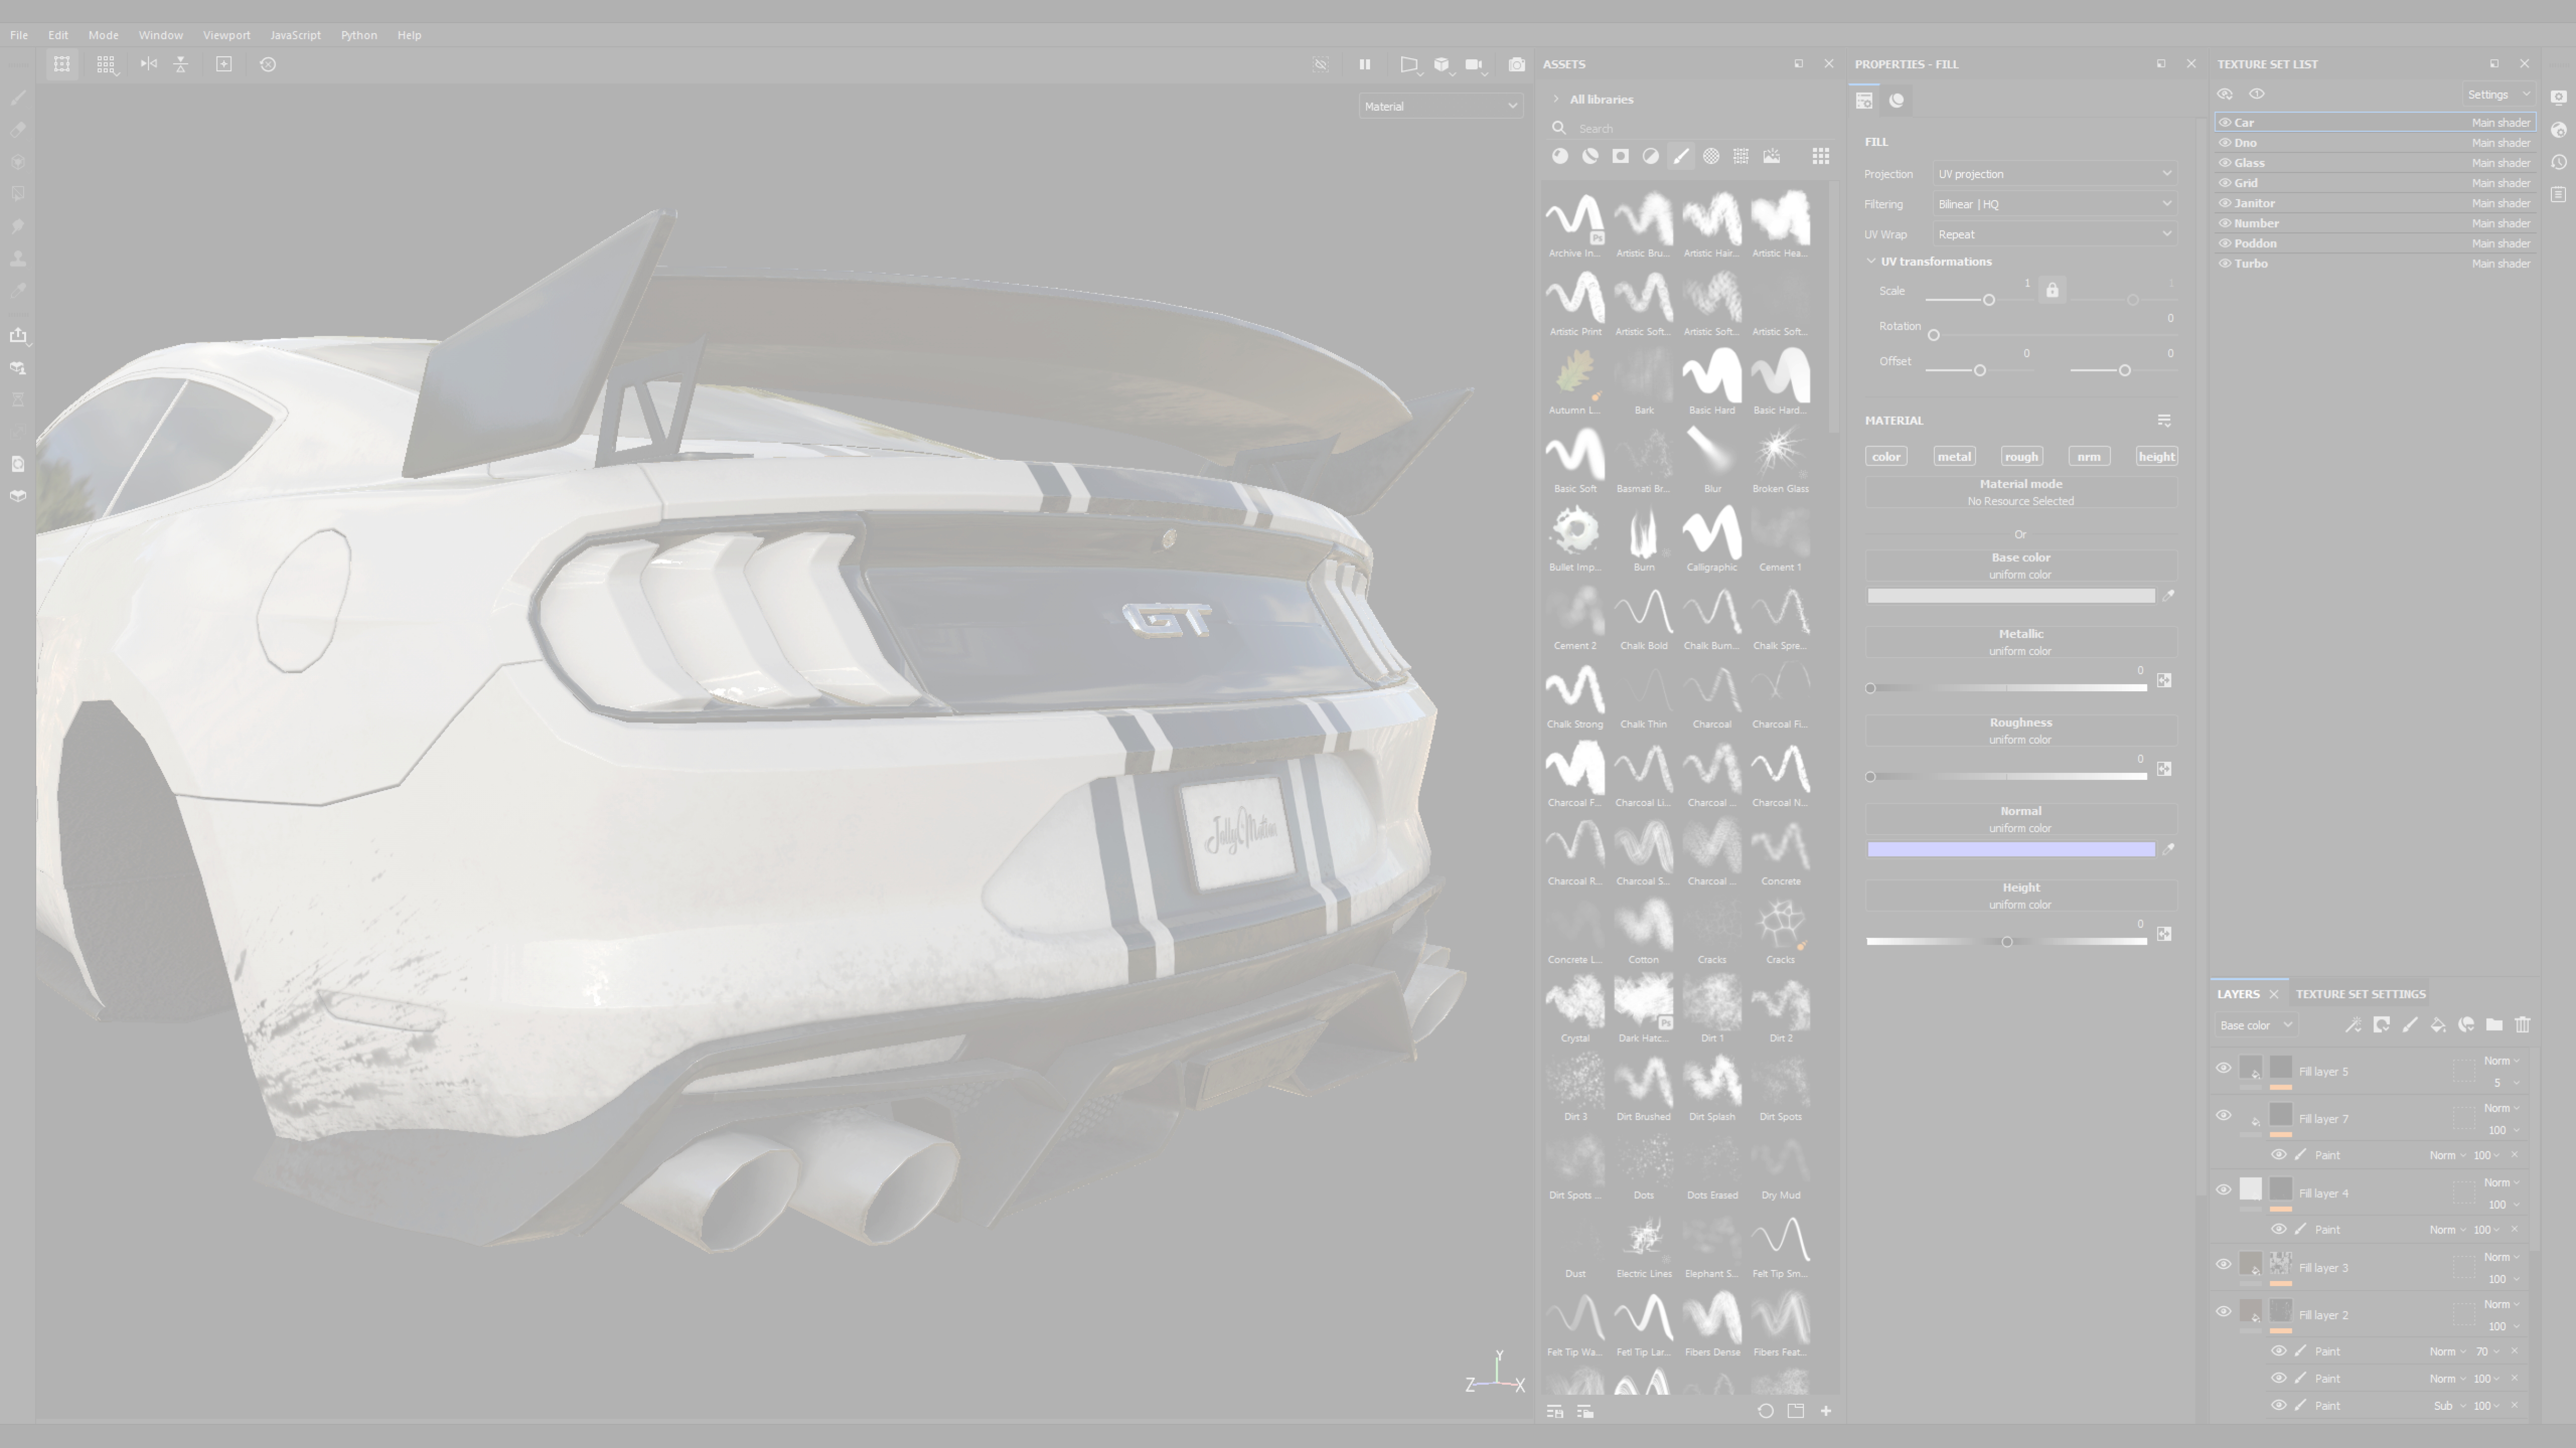 File Edit Mode Window Viewport JavaScript Python Help
Material
ASSETS
All libraries
Search
Archive In... Artistic Bru... Artistic Hair... Artistic Hea...
Artistic Print Artistic Soft... Artistic Soft... Artistic Soft...
Autumn L... Bark Basic Hard Basic Hard...
Basic Soft Basmati Br... Blur Broken Glass
Bullet Imp... Burn Calligraphic Cement 1
Cement 2 Chalk Bold Chalk Bum... Chalk Spre...
Chalk Strong Chalk Thin Charcoal Charcoal Fi...
Charcoal F... Charcoal Li... Charcoal ... Charcoal N...
Charcoal R... Charcoal S... Charcoal ... Concrete
Concrete L... Cotton Cracks Cracks
Crystal Dark Hatc... Dirt 1 Dirt 2
Dirt 3 Dirt Brushed Dirt Splash Dirt Spots
Dirt Spots ... Dots Dots Erased Dry Mud
Dust Electric Lines Elephant S... Felt Tip Sm...
Felt Tip Wa... Fetl Tip Lar... Fibers Dense Fibers Feat...
PROPERTIES - FILL
FILL
Projection UV projection
Filtering Bilinear | HQ
UV Wrap Repeat
UV transformations
Scale 1 1
Rotation 0
Offset 0 0
MATERIAL
color metal rough nrm height
Material mode
No Resource Selected
Or
Base color
uniform color
Metallic
uniform color
0
Roughness
uniform color
0
Normal
uniform color
Height
uniform color
0
TEXTURE SET LIST
Settings
Car Main shader
Dno Main shader
Glass Main shader
Grid Main shader
Janitor Main shader
Number Main shader
Poddon Main shader
Turbo Main shader
LAYERS TEXTURE SET SETTINGS
Base color
Fill layer 5 Norm 5
Fill layer 7 Norm 100
Paint Norm 100
Fill layer 4 Norm 100
Paint Norm 100
Fill layer 3 Norm 100
Fill layer 2 Norm 100
Paint Norm 70
Paint Norm 100
Paint Sub 100
GT
Jolly Motion
Y
Z X